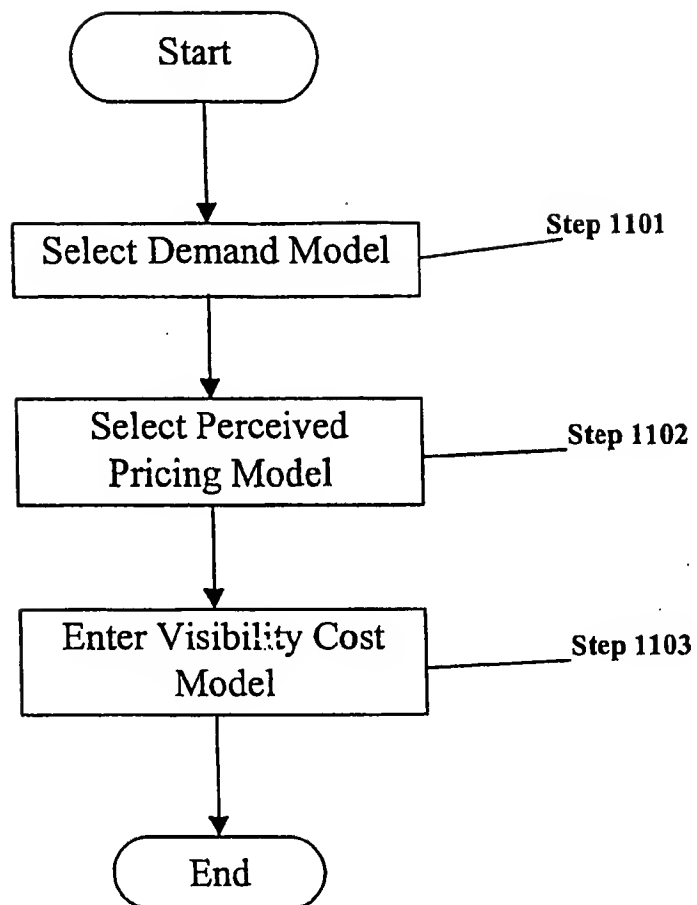 Start
Select Demand Model
Step 1101
Select Perceived
Pricing Model
Step 1102
Enter Visibility Cost
Model
Step 1103
End